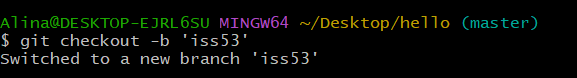 Alina@DESKTOP-EJRL6SU MINGW64 ~/Desktop/hello (master)
$ git checkout -b 'iss53'
Switched to a new branch 'iss53'